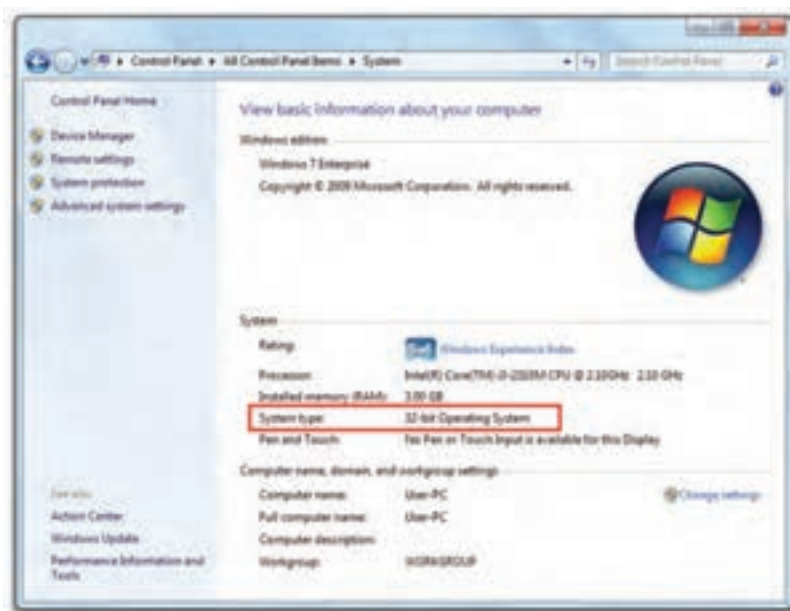 Control Panel ▸ All Control Panel Items ▸ System
Search Control Panel
Control Panel Home
Device Manager
Remote settings
System protection
Advanced system settings
View basic information about your computer
Windows edition
Windows 7 Enterprise
Copyright © 2009 Microsoft Corporation. All rights reserved.
System
Rating:
Windows Experience Index
Processor:
Intel(R) Core(TM) CPU @ 2.10GHz 2.10 GHz
Installed memory (RAM):
3.00 GB
System type:
32-bit Operating System
Pen and Touch:
No Pen or Touch Input is available for this Display
Computer name, domain, and workgroup settings
Computer name:
User-PC
Change settings
Full computer name:
User-PC
Computer description:
Workgroup:
WORKGROUP
See also
Action Center
Windows Update
Performance Information and
Tools